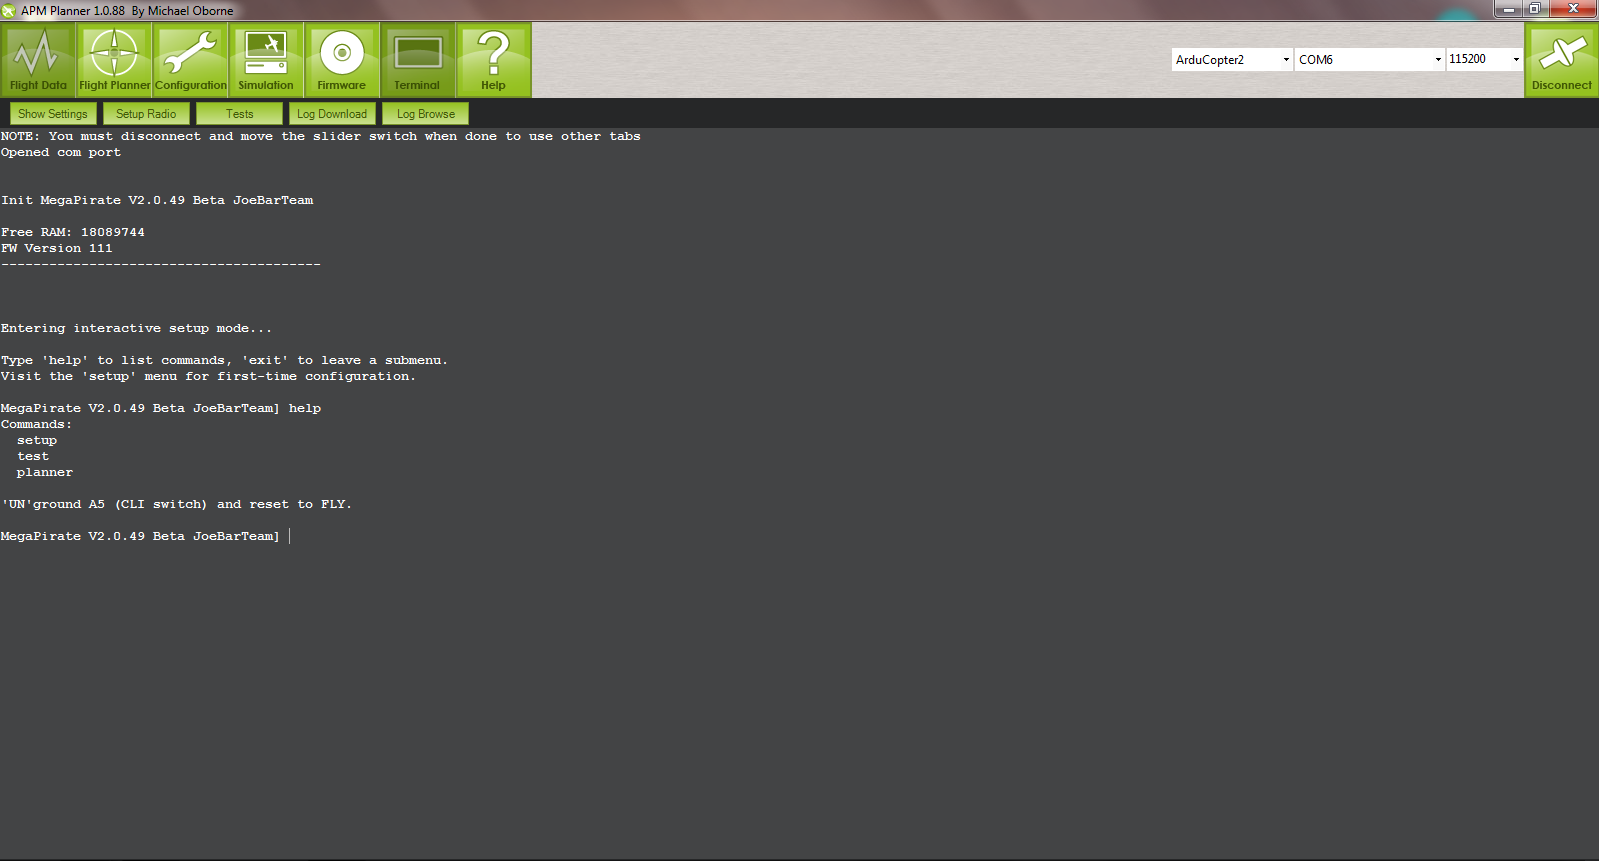 APM Planner 1.0.88 By Michael Oborne
Flight Data
Flight Planner
Configuration
Simulation
Firmware
Terminal
Help
ArduCopter2
COM6
115200
Disconnect
Show Settings
Setup Radio
Tests
Log Download
Log Browse
NOTE: You must disconnect and move the slider switch when done to use other tabs
Opened com port
Init MegaPirate V2.0.49 Beta JoeBarTeam
Free RAM: 18089744
FW Version 111
----------------------------------------
Entering interactive setup mode...
Type 'help' to list commands, 'exit' to leave a submenu.
Visit the 'setup' menu for first-time configuration.
MegaPirate V2.0.49 Beta JoeBarTeam] help
Commands:
setup
test
planner
'UN'ground A5 (CLI switch) and reset to FLY.
MegaPirate V2.0.49 Beta JoeBarTeam]